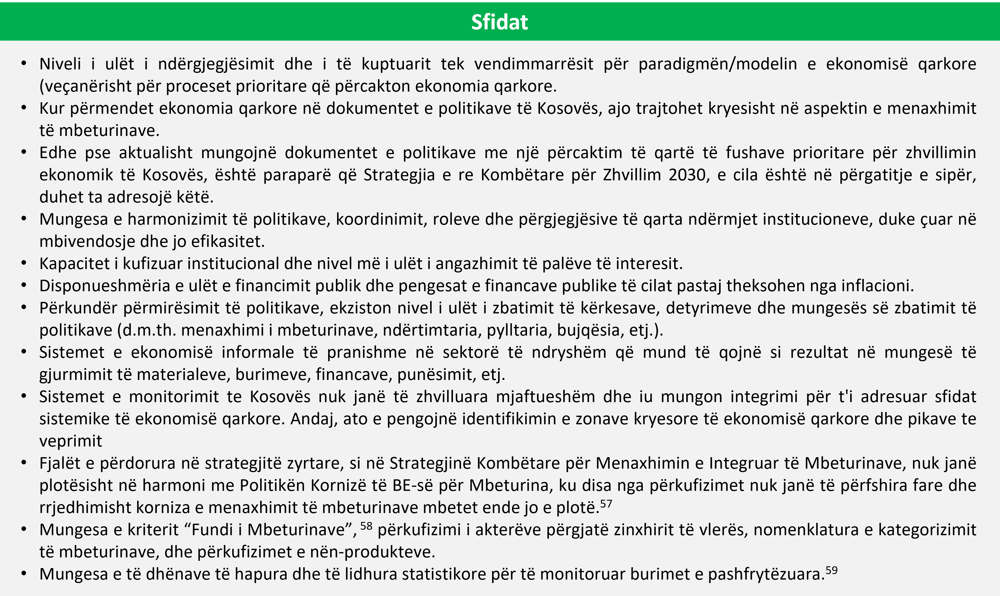 Sfidat
• Niveli i ulët i ndërgjegjësimit dhe i të kuptuarit tek vendimmarrësit për paradigmën/modelin e ekonomisë qarkore
(veçanërisht për proceset prioritare që përcakton ekonomia qarkore.
• Kur përmendet ekonomia qarkore në dokumentet e politikave të Kosovës, ajo trajtohet kryesisht në aspektin e menaxhimit
të mbeturinave.
• Edhe pse aktualisht mungojnë dokumentet e politikave me një përcaktim të qartë të fushave prioritare për zhvillimin
ekonomik të Kosovës, është paraparë që Strategjia e re Kombëtare për Zhvillim 2030, e cila është në përgatitje e sipër,
duhet ta adresojë këtë.
• Mungesa e harmonizimit të politikave, koordinimit, roleve dhe përgjegjësive të qarta ndërmjet institucioneve, duke çuar në
mbivendosje dhe jo efikasitet.
• Kapacitet i kufizuar institucional dhe nivel më i ulët i angazhimit të palëve të interesit.
• Disponueshmëria e ulët e financimit publik dhe pengesat e financave publike të cilat pastaj theksohen nga inflacioni.
• Përkundër përmirësimit të politikave, ekziston nivel i ulët i zbatimit të kërkesave, detyrimeve dhe mungesës së zbatimit të
politikave (d.m.th. menaxhimi i mbeturinave, ndërtimtaria, pylltaria, bujqësia, etj.).
• Sistemet e ekonomisë informale të pranishme në sektorë të ndryshëm që mund të qojnë si rezultat në mungesë të
gjurmimit të materialeve, burimeve, financave, punësimit, etj.
• Sistemet e monitorimit te Kosovës nuk janë të zhvilluara mjaftueshëm dhe iu mungon integrimi për t'i adresuar sfidat
sistemike të ekonomisë qarkore. Andaj, ato e pengojnë identifikimin e zonave kryesore të ekonomisë qarkore dhe pikave te
veprimit
• Fjalët e përdorura në strategjitë zyrtare, si në Strategjinë Kombëtare për Menaxhimin e Integruar të Mbeturinave, nuk janë
plotësisht në harmoni me Politikën Kornizë të BE-së për Mbeturina, ku disa nga përkufizimet nuk janë të përfshira fare dhe
rrjedhimisht korniza e menaxhimit të mbeturinave mbetet ende jo e plotë.57
• Mungesa e kriterit “Fundi i Mbeturinave”, 58 përkufizimi i akterëve përgjatë zinxhirit të vlerës, nomenklatura e kategorizimit
të mbeturinave, dhe përkufizimet e nën-produkteve.
• Mungesa e të dhënave të hapura dhe të lidhura statistikore për të monitoruar burimet e pashfrytëzuara.59